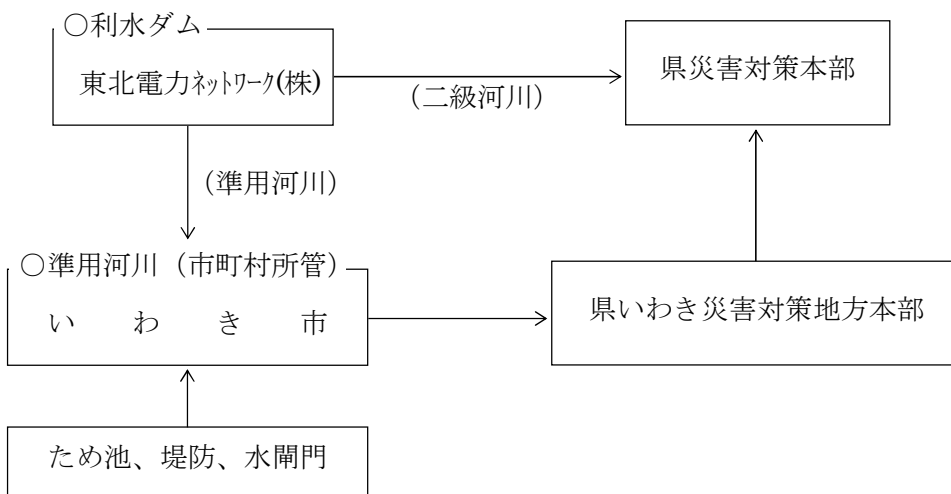 ○利水ダム
東北電力ネットワーク(株)
県災害対策本部
(二級河川)
(準用河川)
○準用河川(市町村所管)
いわき市
県いわき災害対策地方本部
ため池、堤防、水閘門